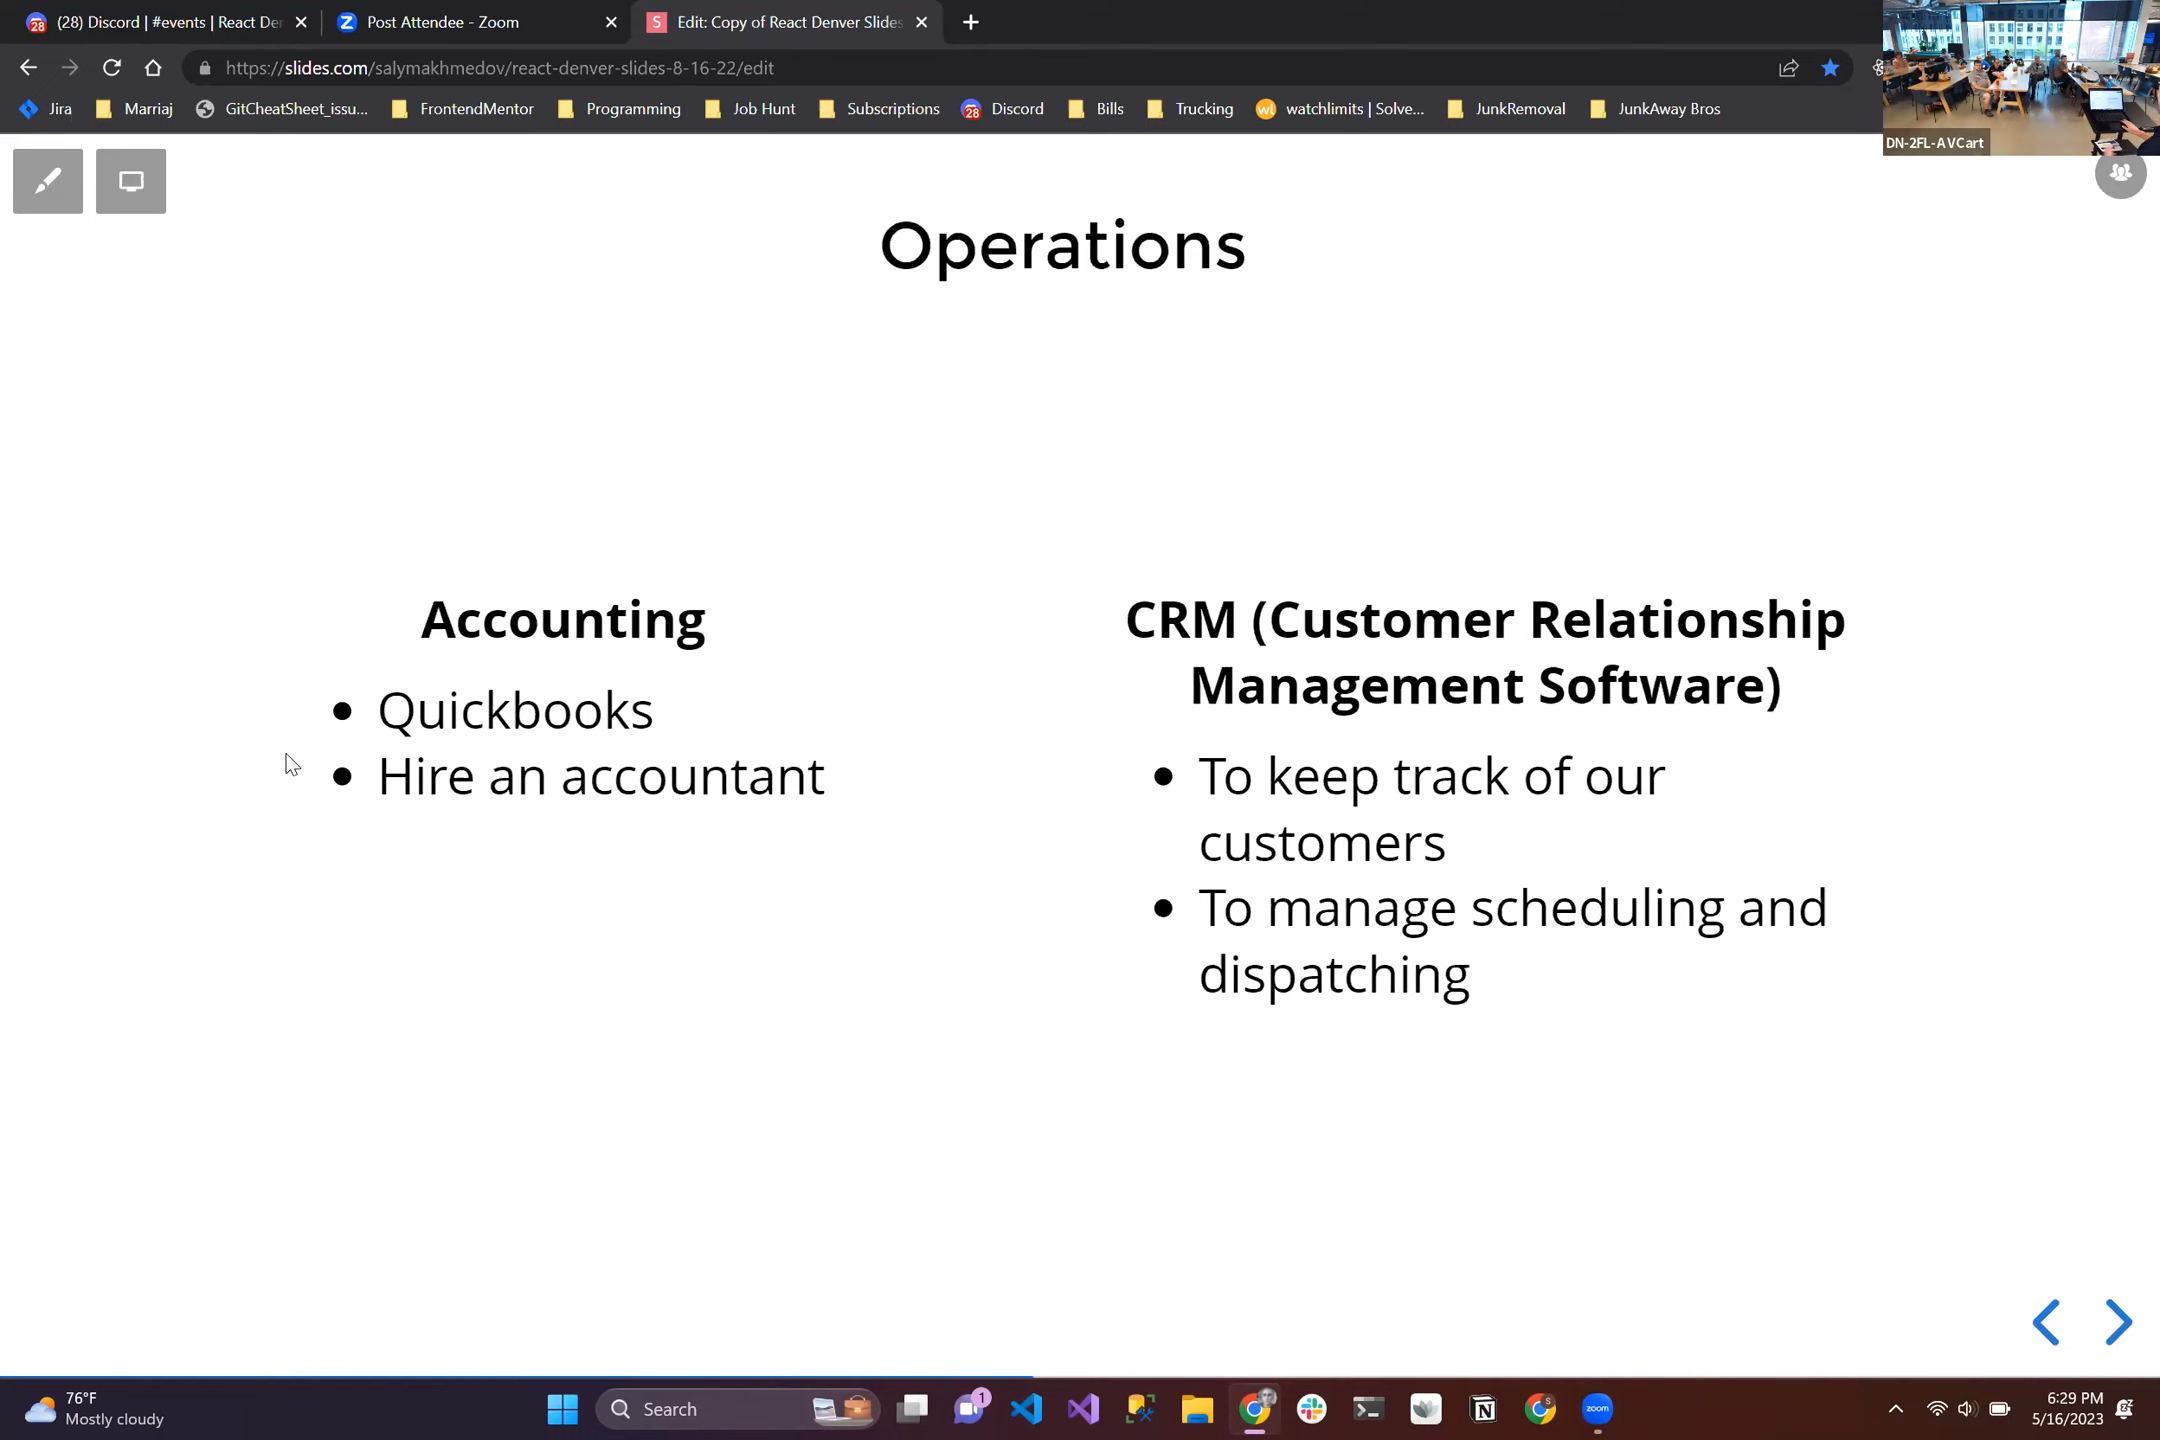 (28) Discord | #events | React De
Post Attendee - Zoom
Edit: Copy of React Denver Slides
https://slides.com/salymakhmedov/react-denver-slides-8-16-22/edit
Jira
Marriaj
GitCheatSheet_issu...
FrontendMentor
Programming
Job Hunt
Subscriptions
Discord
Bills
Trucking
watchlimits | Solve...
JunkRemoval
JunkAway Bros
DN-2FL-AVCart
Operations
Accounting
• Quickbooks
• Hire an accountant
CRM (Customer Relationship
Management Software)
• To keep track of our
customers
• To manage scheduling and
dispatching
76°F
Mostly cloudy
Search
1
zoom
6:29 PM
5/16/2023